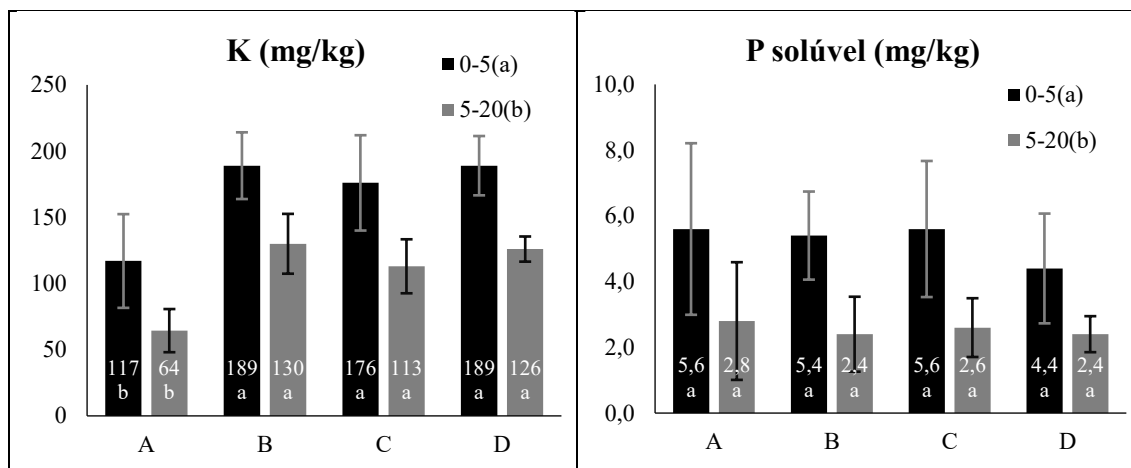 K (mg/kg)
0-5(a)
5-20(b)
250
200
150
100
50
0
117 64 189 130 176 113 189 126
b b a a a a a a
A B C D
P solúvel (mg/kg)
0-5(a)
5-20(b)
10,0
8,0
6,0
4,0
2,0
0,0
5,6 2,8 5,4 2,4 5,6 2,6 4,4 2,4
a a a a a a a a
A B C D